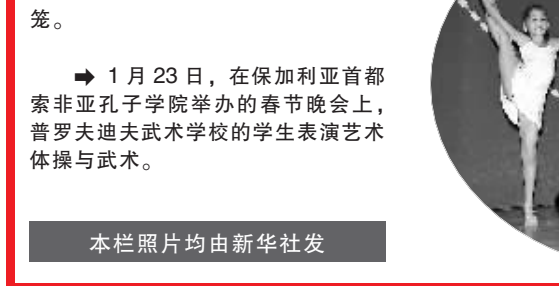 笼。
➡ 1月23日，在保加利亚首都
索非亚孔子学院举办的春节晚会上，
普罗夫迪夫武术学校的学生表演艺术
体操与武术。
本栏照片均由新华社发